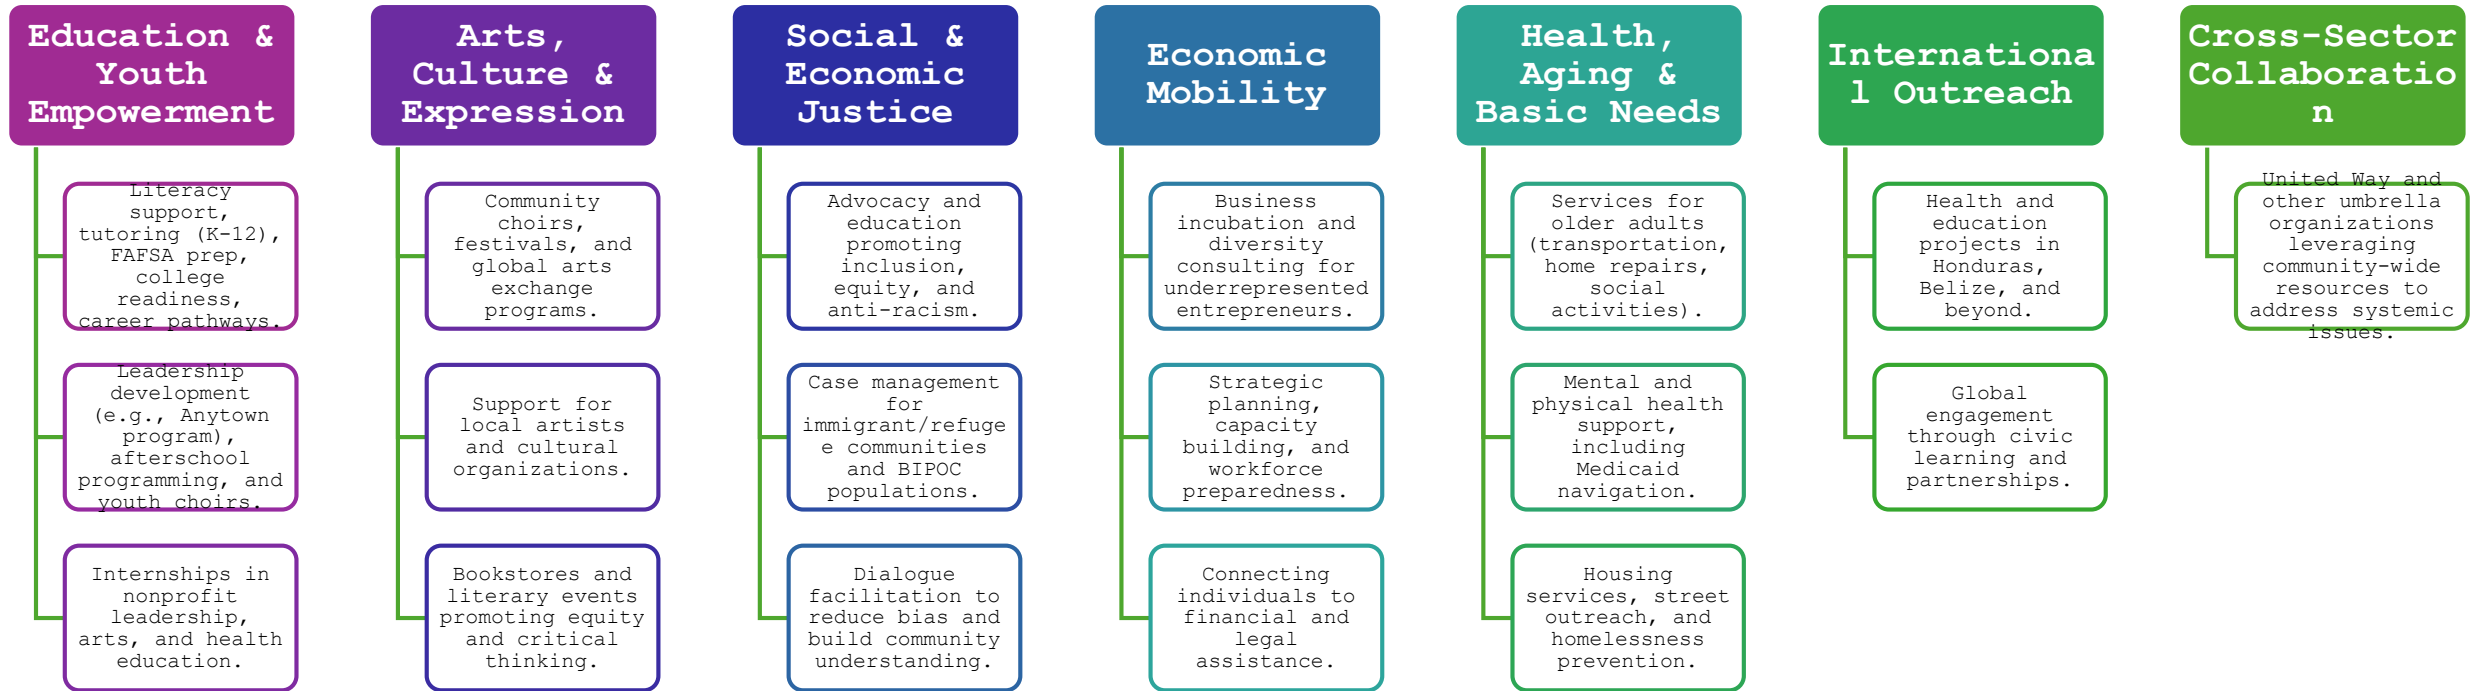 Education &
Youth
Empowerment
Literacy
support,
tutoring (K-12),
FAFSA prep,
college
readiness,
career pathways.
Leadership
development
(e.g., Anytown
program),
afterschool
programming, and
youth choirs.
Internships in
nonprofit
leadership,
arts, and health
education.
Arts,
Culture &
Expression
Community
choirs,
festivals, and
global arts
exchange
programs.
Support for
local artists
and cultural
organizations.
Bookstores and
literary events
promoting equity
and critical
thinking.
Social &
Economic
Justice
Advocacy and
education
promoting
inclusion,
equity, and
anti-racism.
Case management
for
immigrant/refuge
e communities
and BIPOC
populations.
Dialogue
facilitation to
reduce bias and
build community
understanding.
Economic
Mobility
Business
incubation and
diversity
consulting for
underrepresented
entrepreneurs.
Strategic
planning,
capacity
building, and
workforce
preparedness.
Connecting
individuals to
financial and
legal
assistance.
Health,
Aging &
Basic Needs
Services for
older adults
(transportation,
home repairs,
social
activities).
Mental and
physical health
support,
including
Medicaid
navigation.
Housing
services, street
outreach, and
homelessness
prevention.
Internationa
l Outreach
Health and
education
projects in
Honduras,
Belize, and
beyond.
Global
engagement
through civic
learning and
partnerships.
Cross-Sector
Collaboratio
n
United Way and
other umbrella
organizations
leveraging
community-wide
resources to
address systemic
issues.